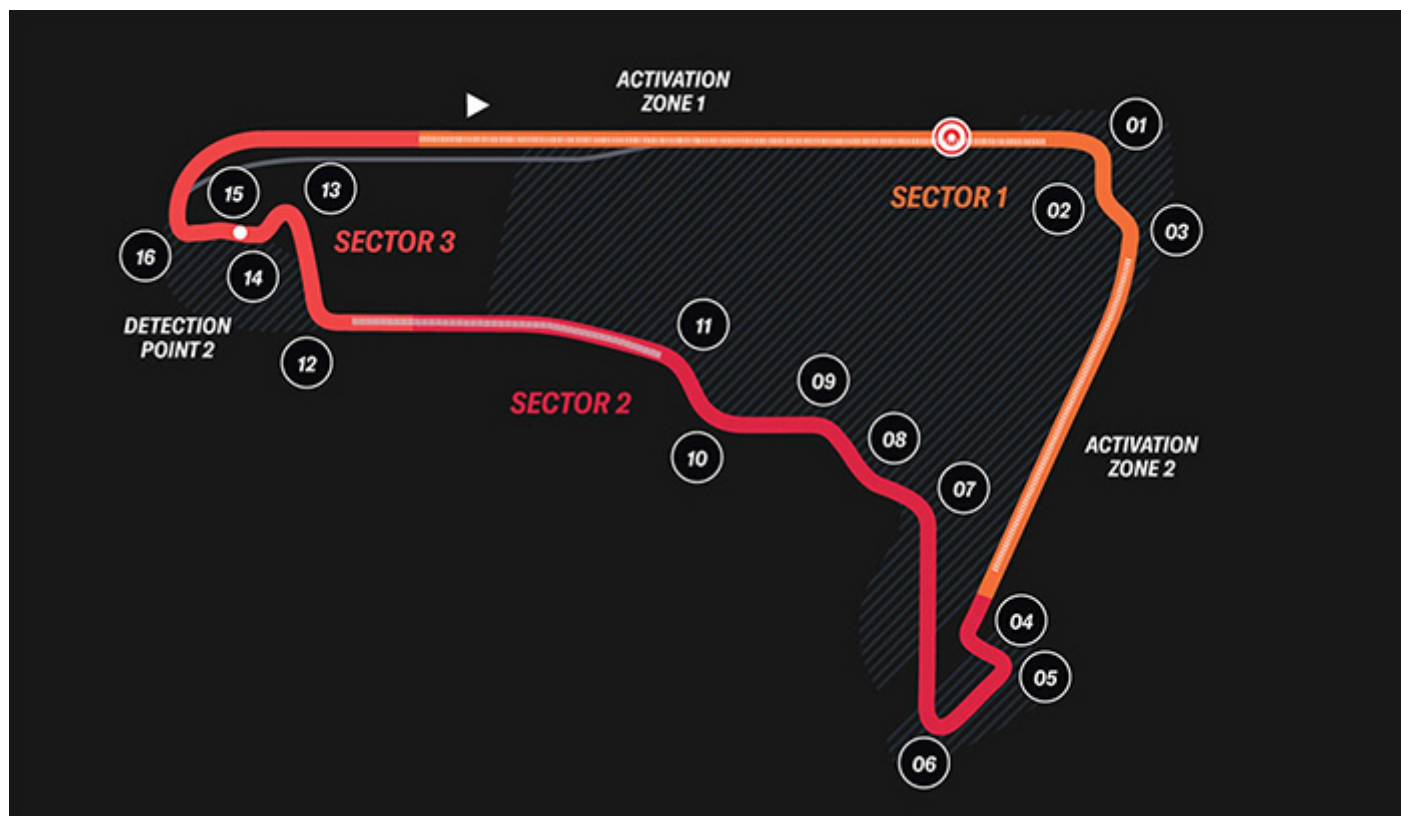 ACTIVATION
ZONE 1
01
SECTOR 1
02
03
13
15
SECTOR 3
16
14
DETECTION
POINT 2
12
11
09
SECTOR 2
08
10
07
ACTIVATION
ZONE 2
04
05
06